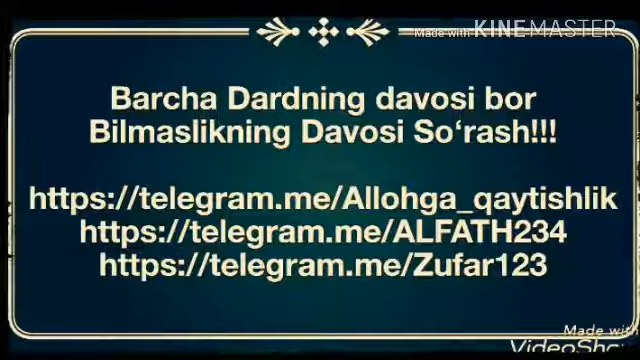 Made with KINEMASTER
Barcha Dardning davosi bor
Bilmaslikning Davosi So‘rash!!!
https://telegram.me/Allohga_qaytishlik
https://telegram.me/ALFATH234
https://telegram.me/Zufar123
Made with
VideoSho